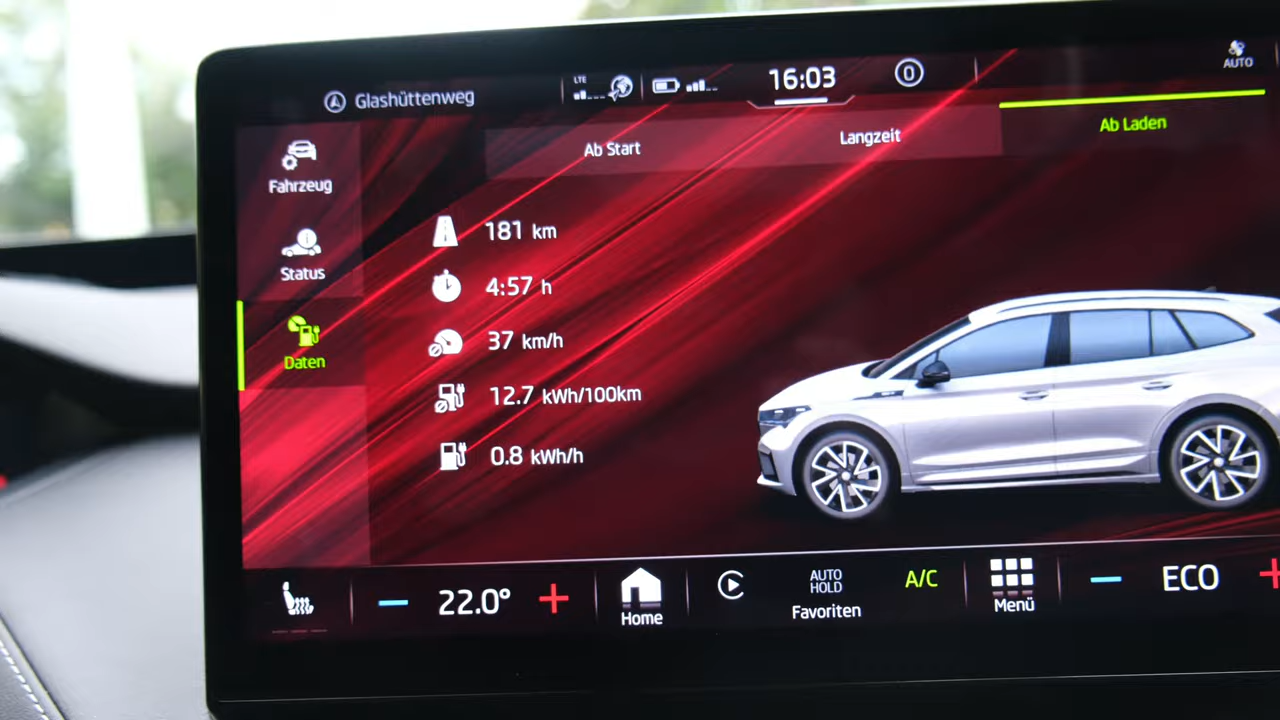 Glashüttenweg
LTE
16:03
0
AUTO
Ab Start
Langzeit
Ab Laden
Fahrzeug
Status
Daten
181 km
4:57 h
37 km/h
12.7 kWh/100km
0.8 kWh/h
22.0°
Home
AUTO
HOLD
Favoriten
A/C
Menü
ECO